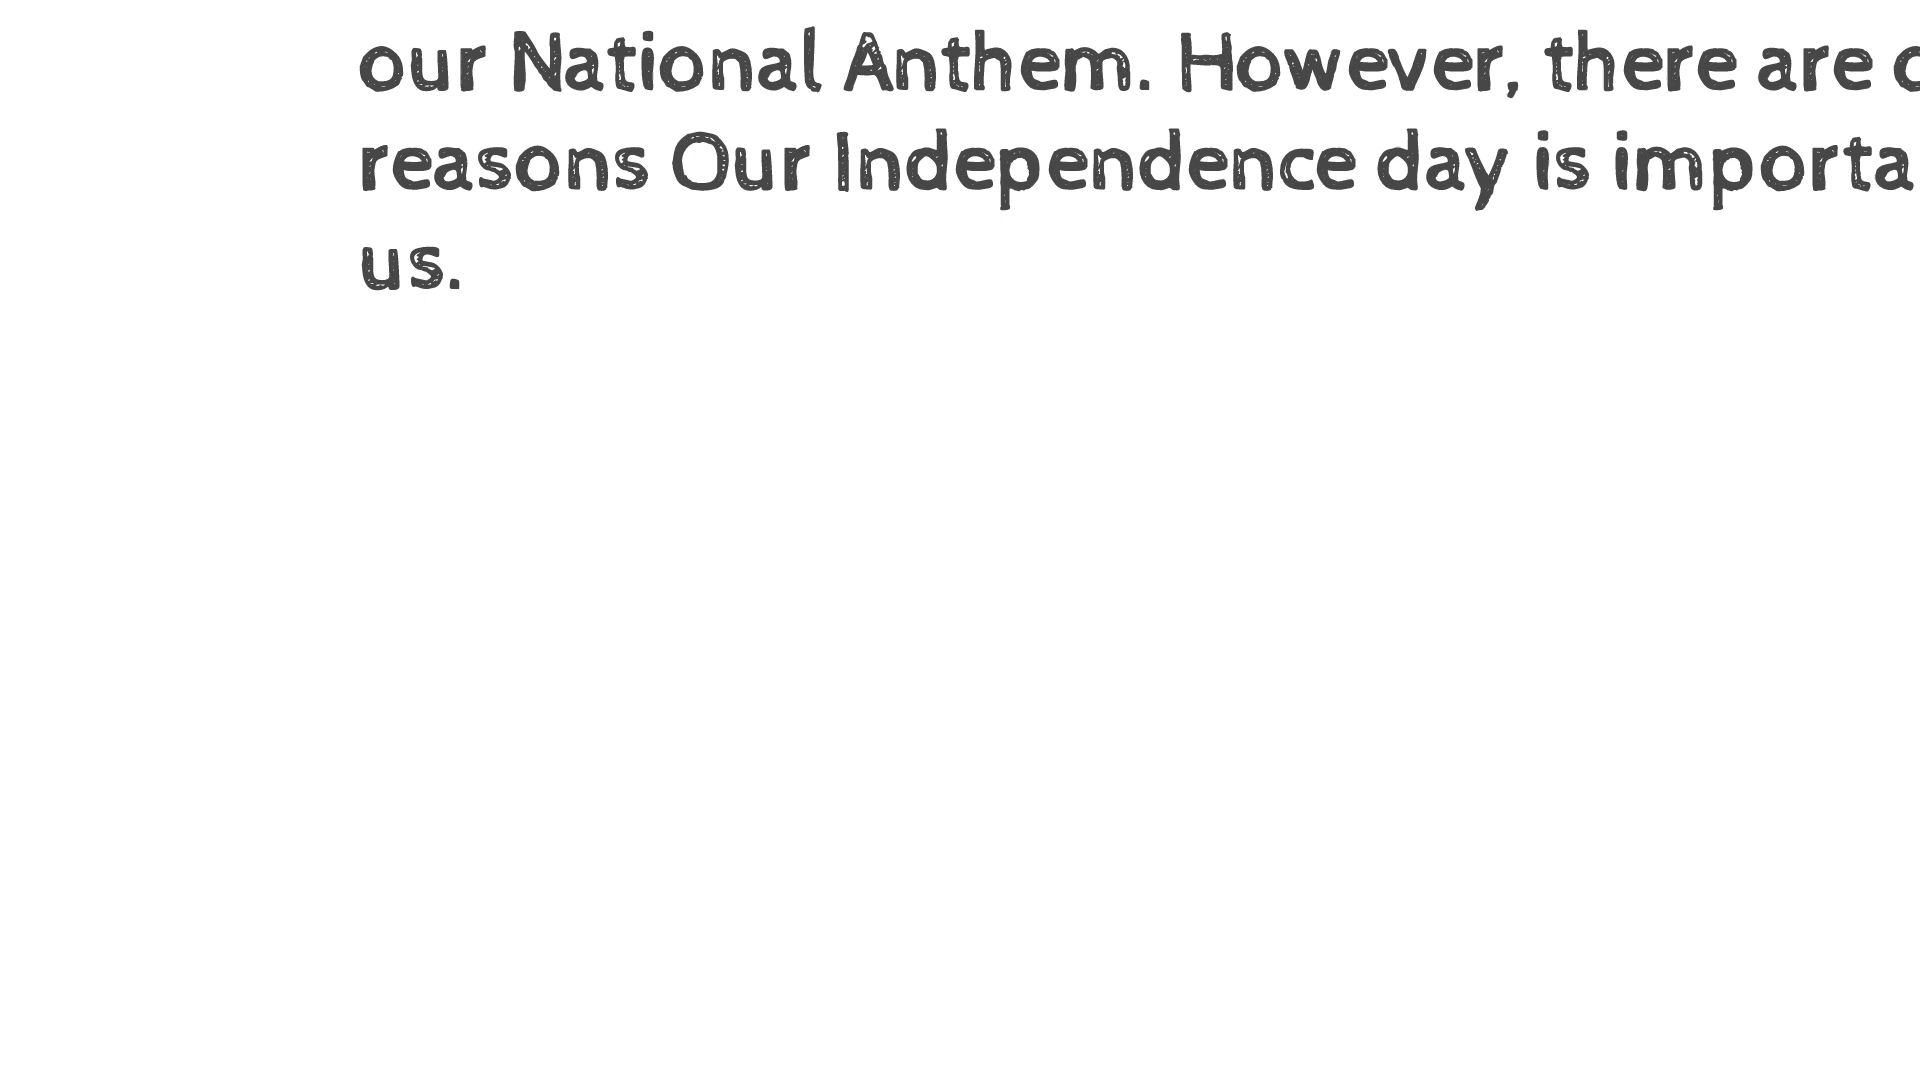 our National Anthem. However, there are
reasons Our Independence day is importa
us.